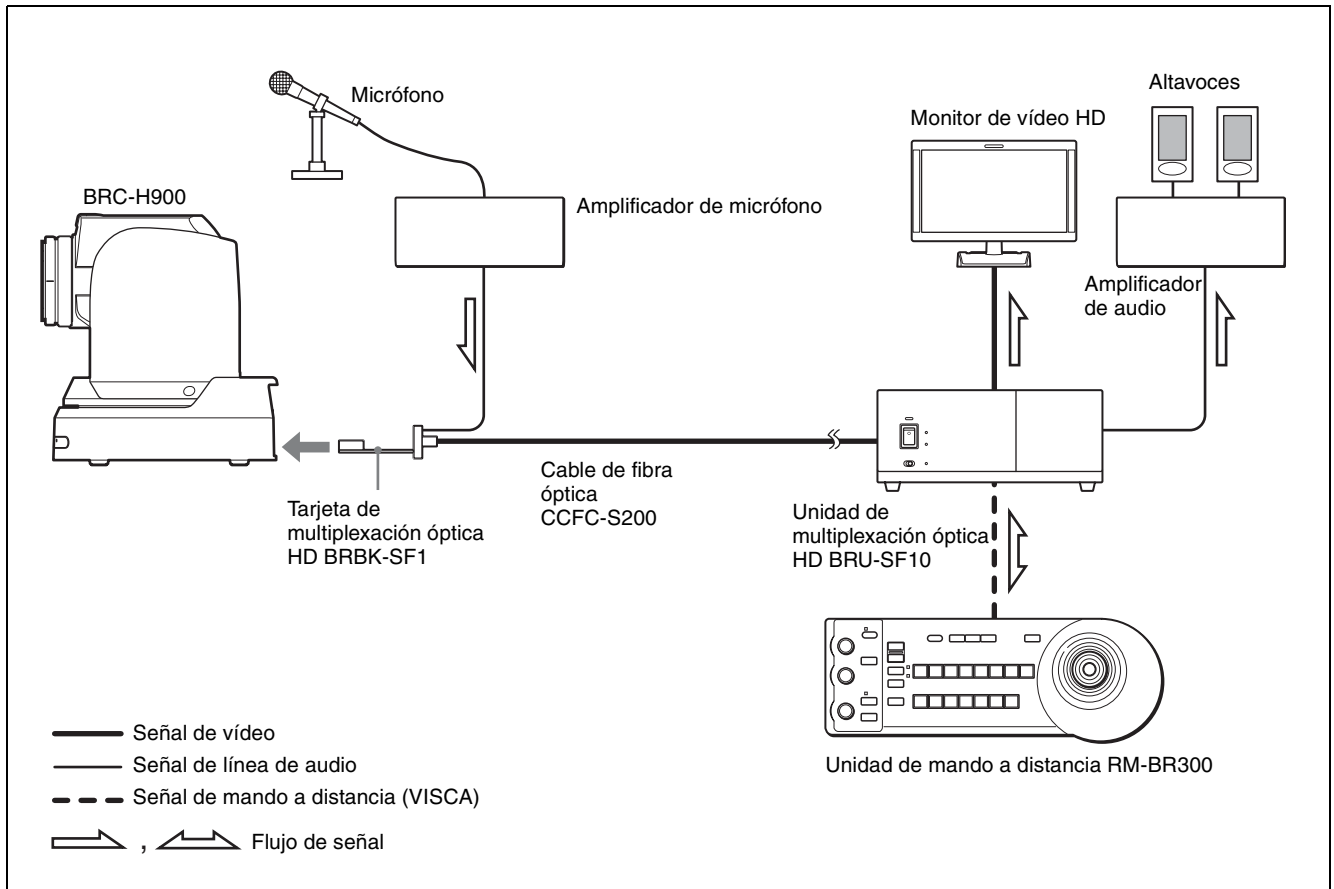 Micrófono
Altavoces
Monitor de vídeo HD
BRC-H900
Amplificador de micrófono
Amplificador
de audio
Cable de fibra
óptica
CCFC-S200
Tarjeta de
multiplexación óptica
HD BRBK-SF1
Unidad de
multiplexación óptica
HD BRU-SF10
Unidad de mando a distancia RM-BR300
Señal de vídeo
Señal de línea de audio
Señal de mando a distancia (VISCA)
, Flujo de señal